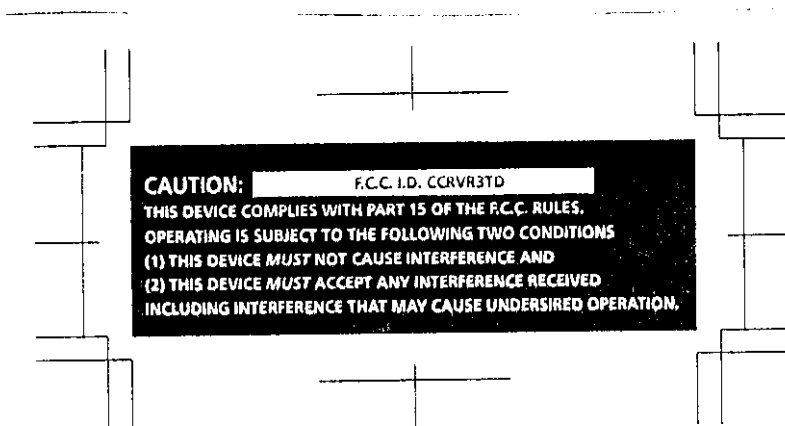 CAUTION: F.C.C. I.D. CCRVR3TD
THIS DEVICE COMPLIES WITH PART 15 OF THE F.C.C. RULES.
OPERATING IS SUBJECT TO THE FOLLOWING TWO CONDITIONS
(1) THIS DEVICE MUST NOT CAUSE INTERFERENCE AND
(2) THIS DEVICE MUST ACCEPT ANY INTERFERENCE RECEIVED
INCLUDING INTERFERENCE THAT MAY CAUSE UNDERSIRED OPERATION.